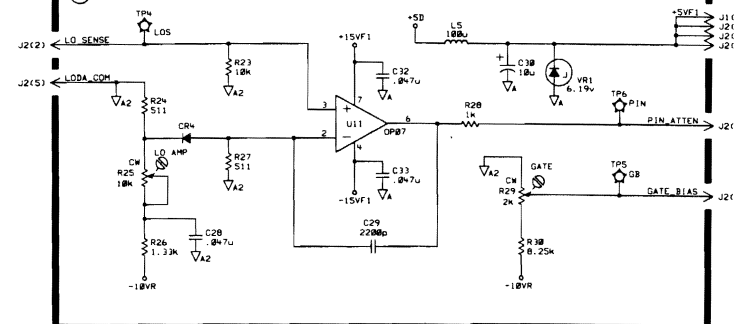 TP4
LOS
J2(2)
LO_SENSE
R23
10k
A2
J2(5)
LODA_COM
A2
R24
511
CR4
LO
AMP
CW
R25
10k
R27
511
A2
C28
.047u
A2
R26
1.33k
-10VR
+15VF1
C32
.047u
A
7
3
+
2
-
U11
6
OP07
4
C33
.047u
A
-15VF1
C29
2200p
+5D
L5
100u
+
C30
10u
A
VR1
6.19v
A
+5VF1
J1(
J2(
J2(
J2(
R28
1k
TP6
PIN
PIN_ATTEN
J2(
A2
GATE
CW
R29
2k
TP5
GB
GATE_BIAS
J2(
R30
8.25k
-10VR